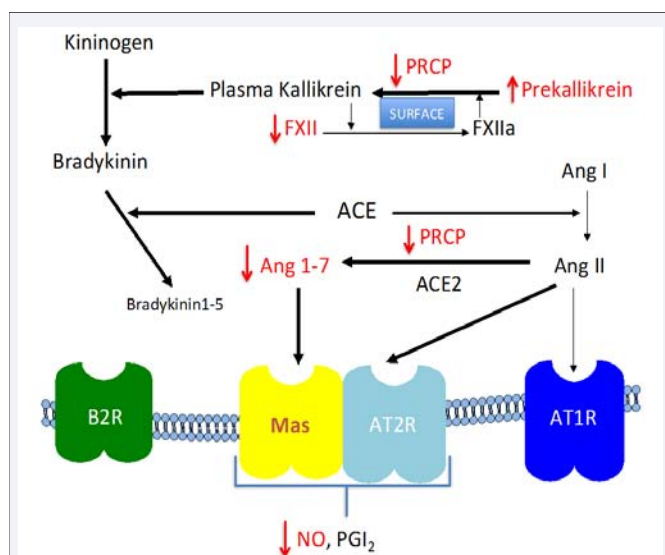 Kininogen
PRCP
Plasma Kallikrein
Prekallikrein
SURFACE
FXII
FXIIa
Bradykinin
Ang I
ACE
PRCP
Ang 1-7
Ang II
ACE2
Bradykinin1-5
B2R
Mas
AT2R
AT1R
NO, PGI₂